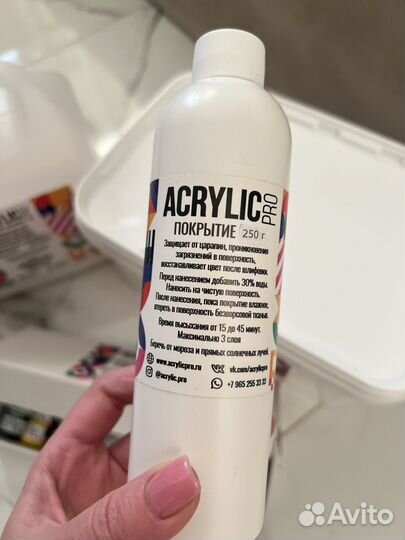 ACRYLIC PRO
ПОКРЫТИЕ 250 г
Защищает от царапин, проникновения
загрязнений в поверхность,
восстанавливает цвет после шлифовки.
Перед нанесением добавить 30% воды.
Наносить на чистую поверхность.
После нанесения, пока покрытие влажное,
втереть в поверхность безворсовой тканью.
Время высыхания от 15 до 45 минут.
Максимально 3 слоя
Беречь от мороза и прямых солнечных лучей.
www.acrylicpro.ru vk.com/acrylicpro
@acrylic.pro +7 965 255 33 33
Avito